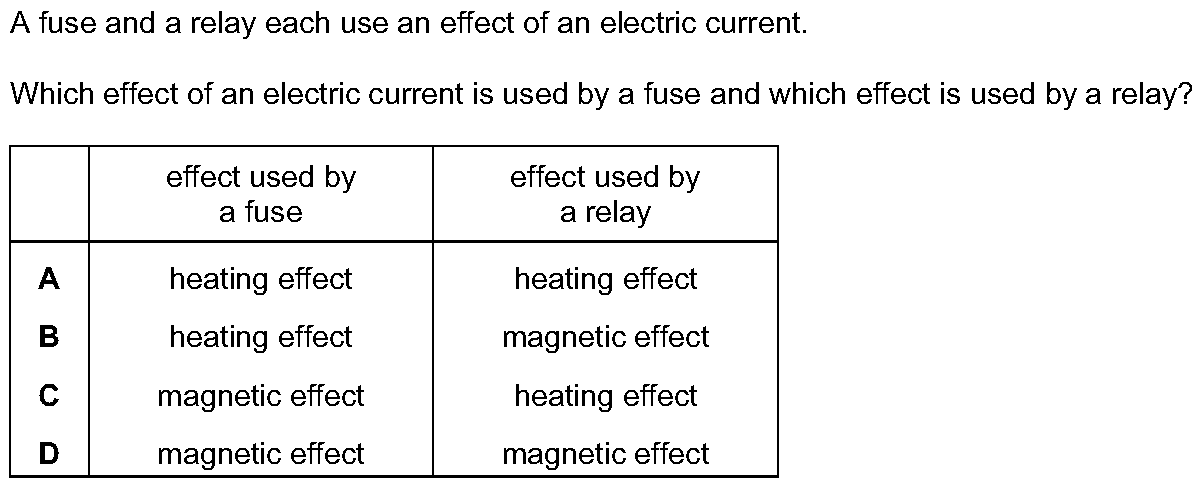 A fuse and a relay each use an effect of an electric current.
Which effect of an electric current is used by a fuse and which effect is used by a relay?
effect used by a fuse effect used by a relay
A heating effect heating effect
B heating effect magnetic effect
C magnetic effect heating effect
D magnetic effect magnetic effect